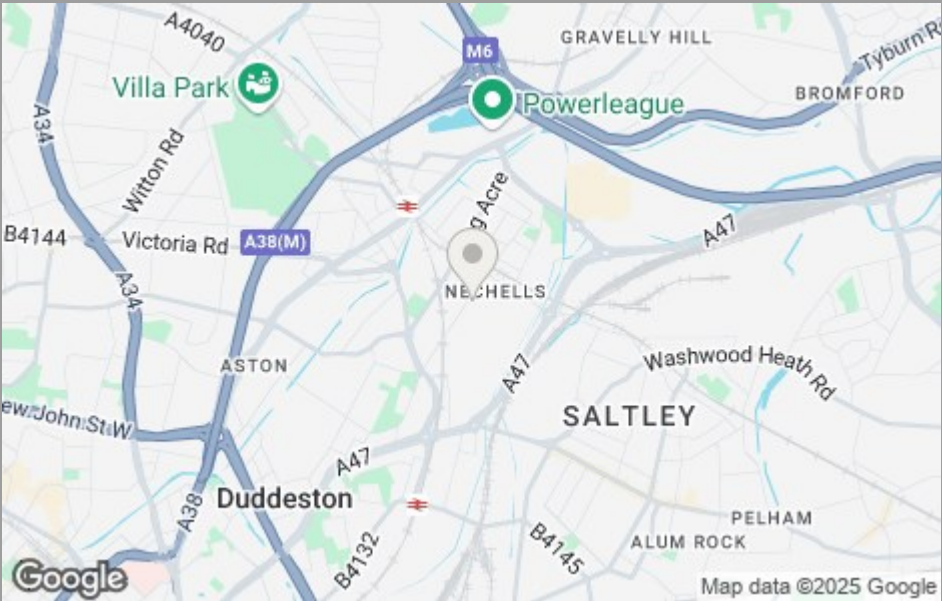 A4040
M6
GRAVELLY HILL
Tyburn R
Villa Park
Powerleague
BROMFORD
A34
Witton Rd
g Acre
B4144
Victoria Rd
A38(M)
A47
A34
NECHELLS
ASTON
A47
Washwood Heath Rd
ew John St W
SALTLEY
A47
Duddeston
A38
B4132
B4145
PELHAM
ALUM ROCK
Google
Map data ©2025 Google